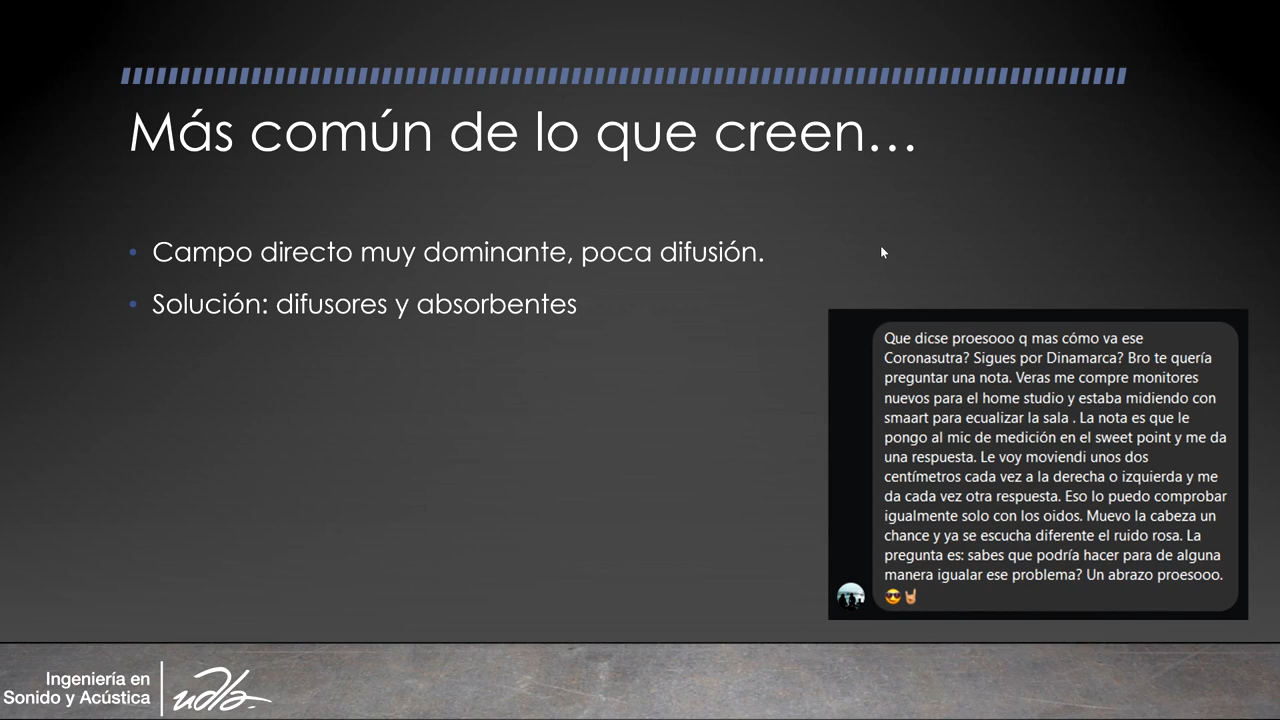 Más común de lo que creen...
• Campo directo muy dominante, poca difusión.
• Solución: difusores y absorbentes
Que dicse proesooo q mas cómo va ese
Coronasutra? Sigues por Dinamarca? Bro te quería
preguntar una nota. Veras me compre monitores
nuevos para el home studio y estaba midiendo con
smaart para ecualizar la sala . La nota es que le
pongo al mic de medición en el sweet point y me da
una respuesta. Le voy moviendi unos dos
centímetros cada vez a la derecha o izquierda y me
da cada vez otra respuesta. Eso lo puedo comprobar
igualmente solo con los oidos. Muevo la cabeza un
chance y ya se escucha diferente el ruido rosa. La
pregunta es: sabes que podría hacer para de alguna
manera igualar ese problema? Un abrazo proesooo.
😎🤘
Ingeniería en
Sonido y Acústica
udla